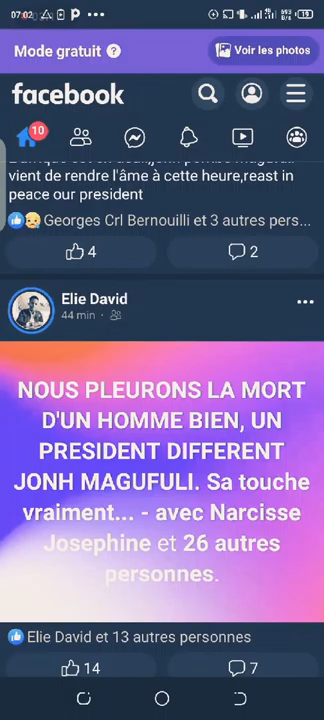 07:02
Mode gratuit ?
Voir les photos
facebook
10
vient de rendre l'âme à cette heure,reast in
peace our president
Georges Crl Bernouilli et 3 autres pers...
4
2
Elie David
44 min
NOUS PLEURONS LA MORT
D'UN HOMME BIEN, UN
PRESIDENT DIFFERENT
JONH MAGUFULI. Sa touche
vraiment... - avec Narcisse
Josephine et 26 autres
personnes.
Elie David et 13 autres personnes
14
7